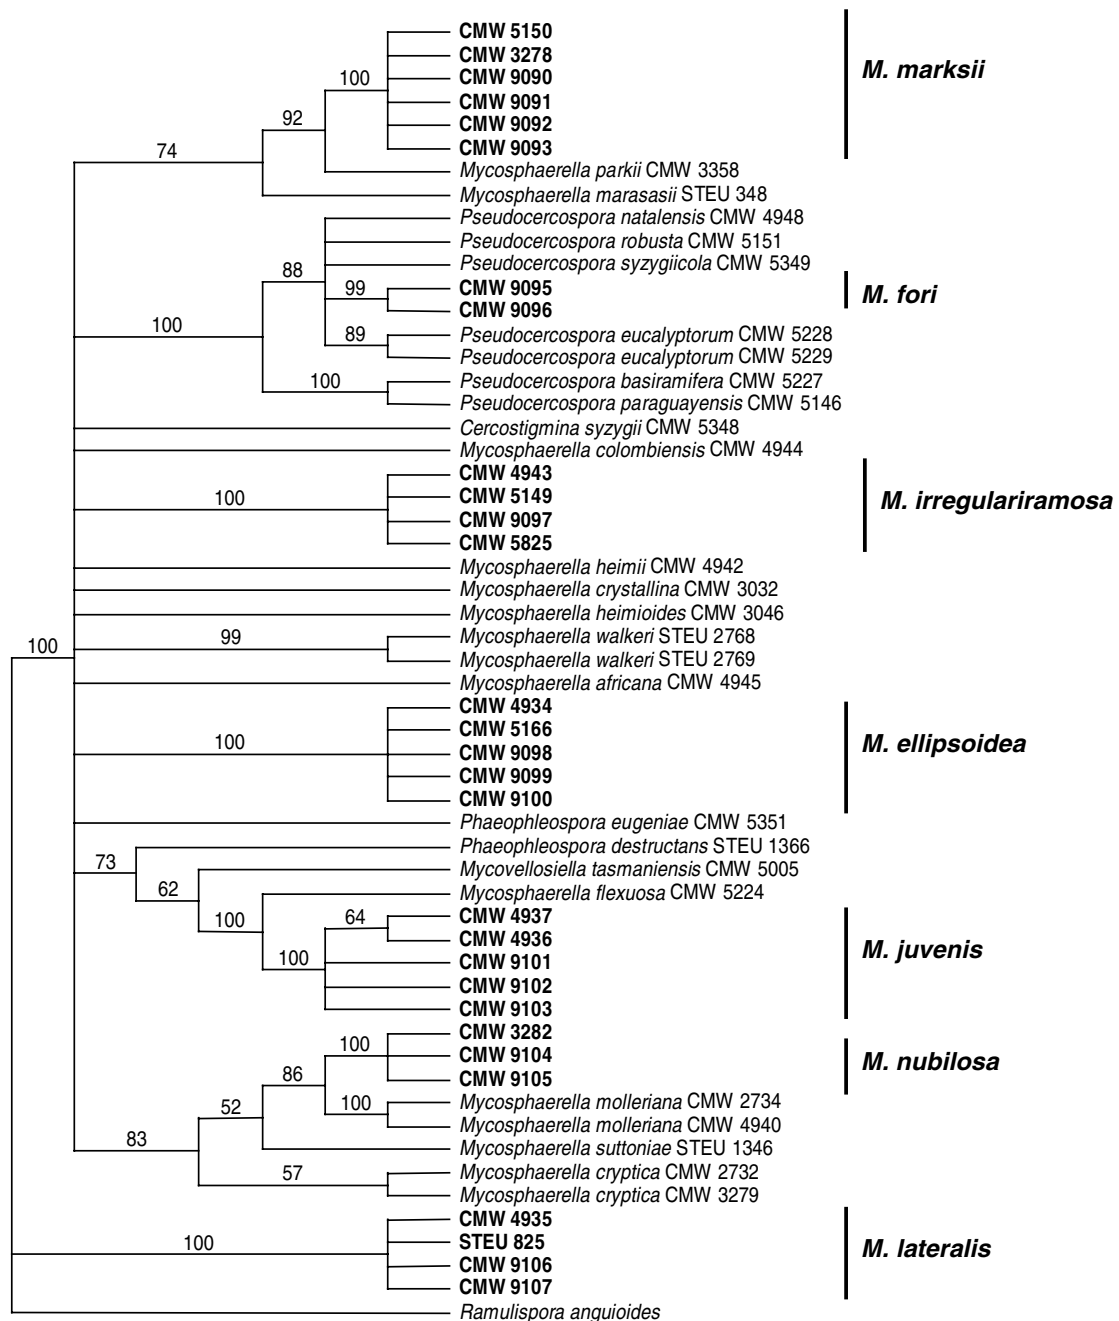 CMW 5150
CMW 3278
CMW 9090
100
CMW 9091
M. marksii
92
CMW 9092
74
CMW 9093
Mycosphaerella parkii CMW 3358
Mycosphaerella marasasii STEU 348
Pseudocercospora natalensis CMW 4948
Pseudocercospora robusta CMW 5151
88
Pseudocercospora syzygiicola CMW 5349
99
CMW 9095
M. fori
CMW 9096
100
89
Pseudocercospora eucalyptorum CMW 5228
Pseudocercospora eucalyptorum CMW 5229
100
Pseudocercospora basiramifera CMW 5227
Pseudocercospora paraguayensis CMW 5146
Cercostigmina syzygii CMW 5348
Mycosphaerella colombiensis CMW 4944
CMW 4943
100
CMW 5149
M. irregulariramosa
CMW 9097
CMW 5825
Mycosphaerella heimii CMW 4942
Mycosphaerella crystallina CMW 3032
Mycosphaerella heimioides CMW 3046
99
Mycosphaerella walkeri STEU 2768
100
Mycosphaerella walkeri STEU 2769
Mycosphaerella africana CMW 4945
CMW 4934
CMW 5166
100
CMW 9098
M. ellipsoidea
CMW 9099
CMW 9100
Phaeophleospora eugeniae CMW 5351
73
Phaeophleospora destructans STEU 1366
62
Mycovellosiella tasmaniensis CMW 5005
Mycosphaerella flexuosa CMW 5224
100
64
CMW 4937
CMW 4936
100
CMW 9101
M. juvenis
CMW 9102
CMW 9103
CMW 3282
100
CMW 9104
M. nubilosa
86
CMW 9105
100
Mycosphaerella molleriana CMW 2734
52
Mycosphaerella molleriana CMW 4940
83
Mycosphaerella suttoniae STEU 1346
57
Mycosphaerella cryptica CMW 2732
Mycosphaerella cryptica CMW 3279
CMW 4935
100
STEU 825
M. lateralis
CMW 9106
CMW 9107
Ramulispora anguioides